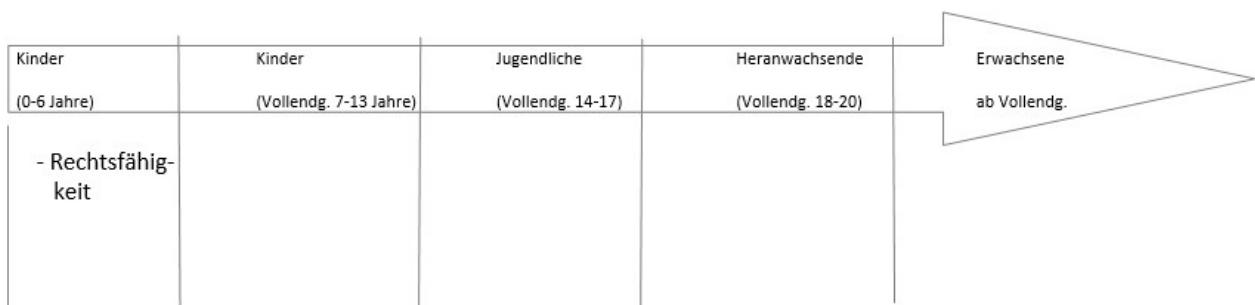 Kinder
(0-6 Jahre)
Kinder
(Vollendg. 7-13 Jahre)
Jugendliche
(Vollendg. 14-17)
Heranwachsende
(Vollendg. 18-20)
Erwachsene
ab Vollendg.
- Rechtsfähig-
keit